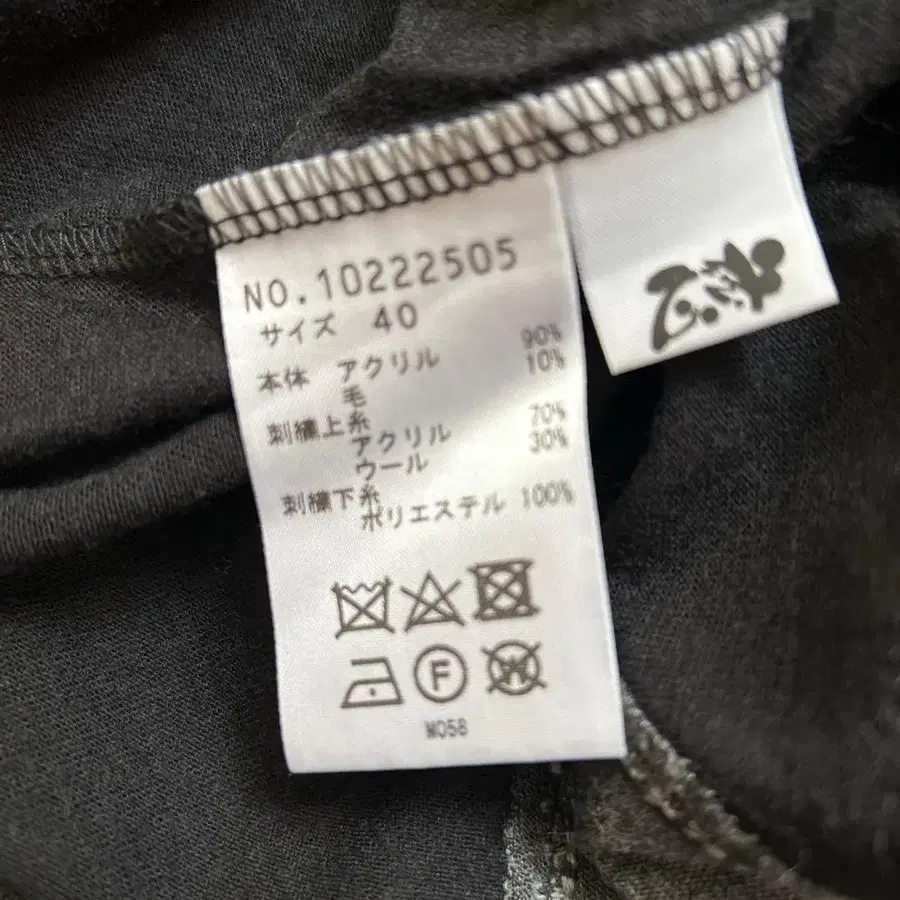 NO.10222505
サイズ 40
本体 アクリル 90%
毛 10%
刺繍上糸
アクリル 70%
ウール 30%
刺繍下糸
ポリエステル 100%
F
W
M058